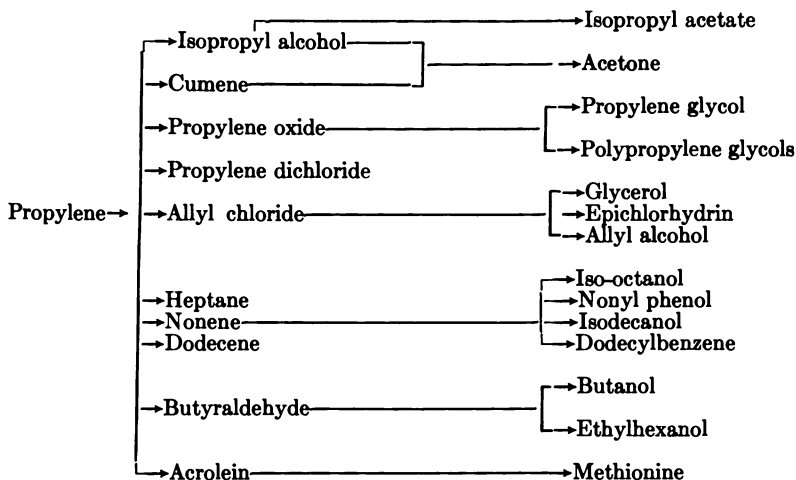 Isopropyl acetate
Isopropyl alcohol
Acetone
Cumene
Propylene glycol
Propylene oxide
Polypropylene glycols
Propylene dichloride
Glycerol
Propylene
Allyl chloride
Epichlorhydrin
Allyl alcohol
Iso-octanol
Heptane
Nonyl phenol
Nonene
Isodecanol
Dodecene
Dodecylbenzene
Butanol
Butyraldehyde
Ethylhexanol
Acrolein
Methionine